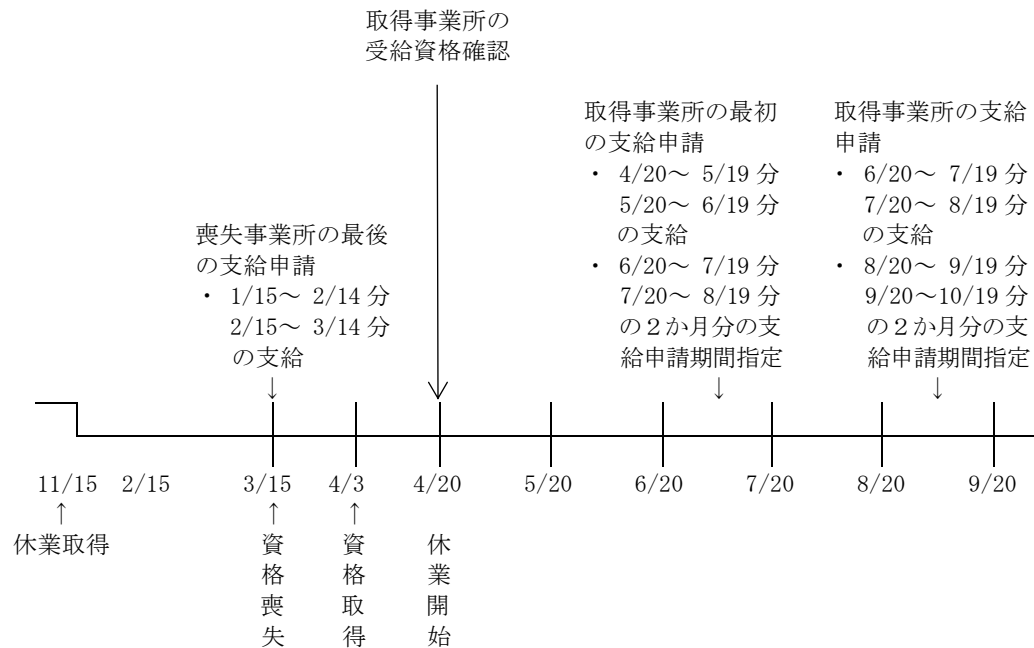 取得事業所の
受給資格確認
取得事業所の最初
の支給申請
・ 4/20～ 5/19 分
5/20～ 6/19 分
の支給
・ 6/20～ 7/19 分
7/20～ 8/19 分
の２か月分の支
給申請期間指定
↓
取得事業所の支給
申請
・ 6/20～ 7/19 分
7/20～ 8/19 分
の支給
・ 8/20～ 9/19 分
9/20～10/19 分
の２か月分の支
給申請期間指定
↓
喪失事業所の最後
の支給申請
・ 1/15～ 2/14 分
2/15～ 3/14 分
の支給
↓
11/15 2/15 3/15 4/3 4/20 5/20 6/20 7/20 8/20 9/20
↑ ↑ ↑
休業取得
資格喪失
資格取得
休業開始